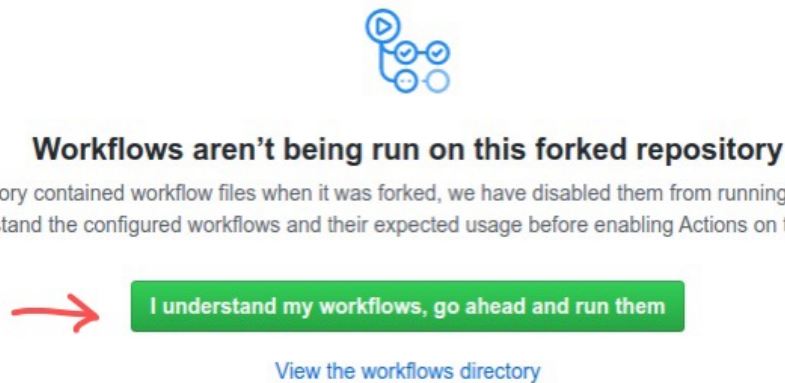 Workflows aren't being run on this forked repository
ory contained workflow files when it was forked, we have disabled them from running
stand the configured workflows and their expected usage before enabling Actions on
I understand my workflows, go ahead and run them
View the workflows directory